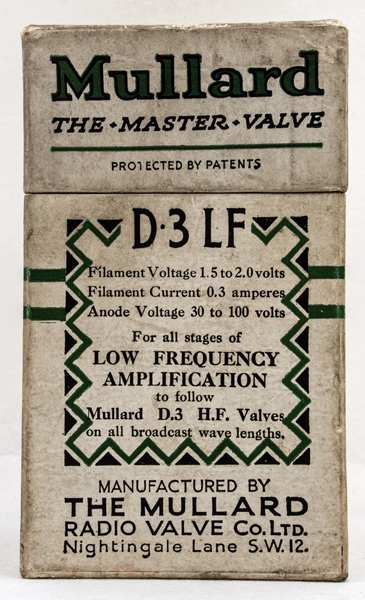 Mullard
THE • MASTER • VALVE
PROTECTED BY PATENTS
D•3 LF
Filament Voltage 1.5 to 2.0 volts
Filament Current 0.3 amperes
Anode Voltage 30 to 100 volts
For all stages of
LOW FREQUENCY
AMPLIFICATION
to follow
Mullard D.3 H.F. Valves
on all broadcast wave lengths.
MANUFACTURED BY
THE MULLARD
RADIO VALVE Co. LTD.
Nightingale Lane S.W. 12.